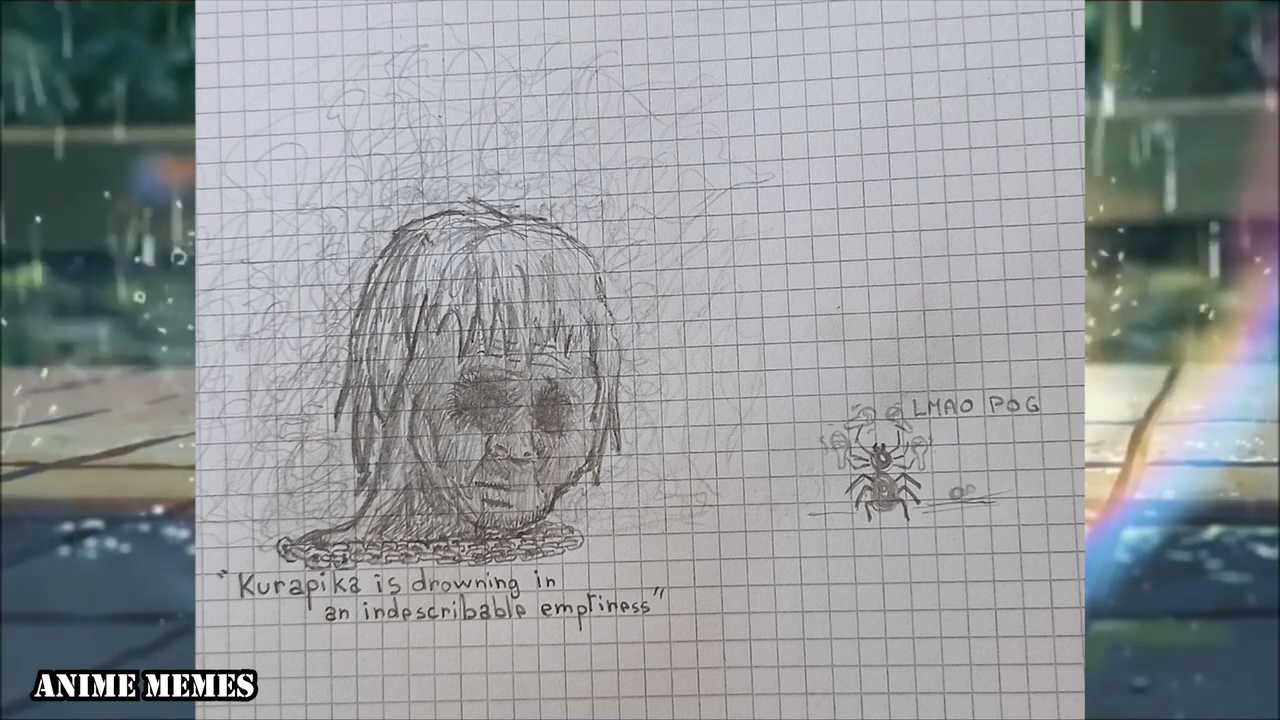 LMAO POG
"Kurapika is drowning in
an indescribable emptiness"
ANIME MEMES